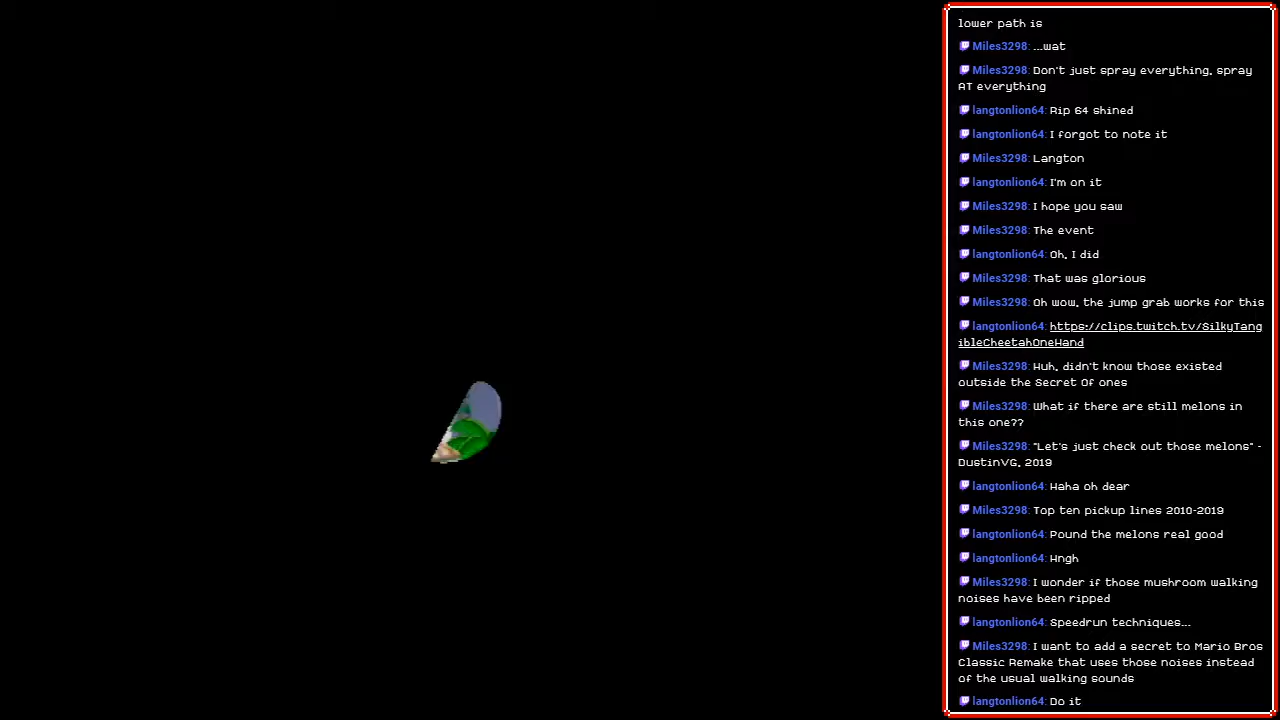 lower path is
Miles3298: ...wat
Miles3298: Don't just spray everything, spray
AT everything
langtonlion64: Rip 64 shined
langtonlion64: I forgot to note it
Miles3298: Langton
langtonlion64: I'm on it
Miles3298: I hope you saw
Miles3298: The event
langtonlion64: Oh, I did
Miles3298: That was glorious
Miles3298: Oh wow, the jump grab works for this
langtonlion64: https://clips.twitch.tv/SilkyTang
ibleCheetahOneHand
Miles3298: Huh, didn't know those existed
outside the Secret Of ones
Miles3298: What if there are still melons in
this one??
Miles3298: "Let's just check out those melons" -
DustinVG, 2019
langtonlion64: Haha oh dear
Miles3298: Top ten pickup lines 2010-2019
langtonlion64: Pound the melons real good
langtonlion64: Hngh
Miles3298: I wonder if those mushroom walking
noises have been ripped
langtonlion64: Speedrun techniques...
Miles3298: I want to add a secret to Mario Bros
Classic Remake that uses those noises instead
of the usual walking sounds
langtonlion64: Do it